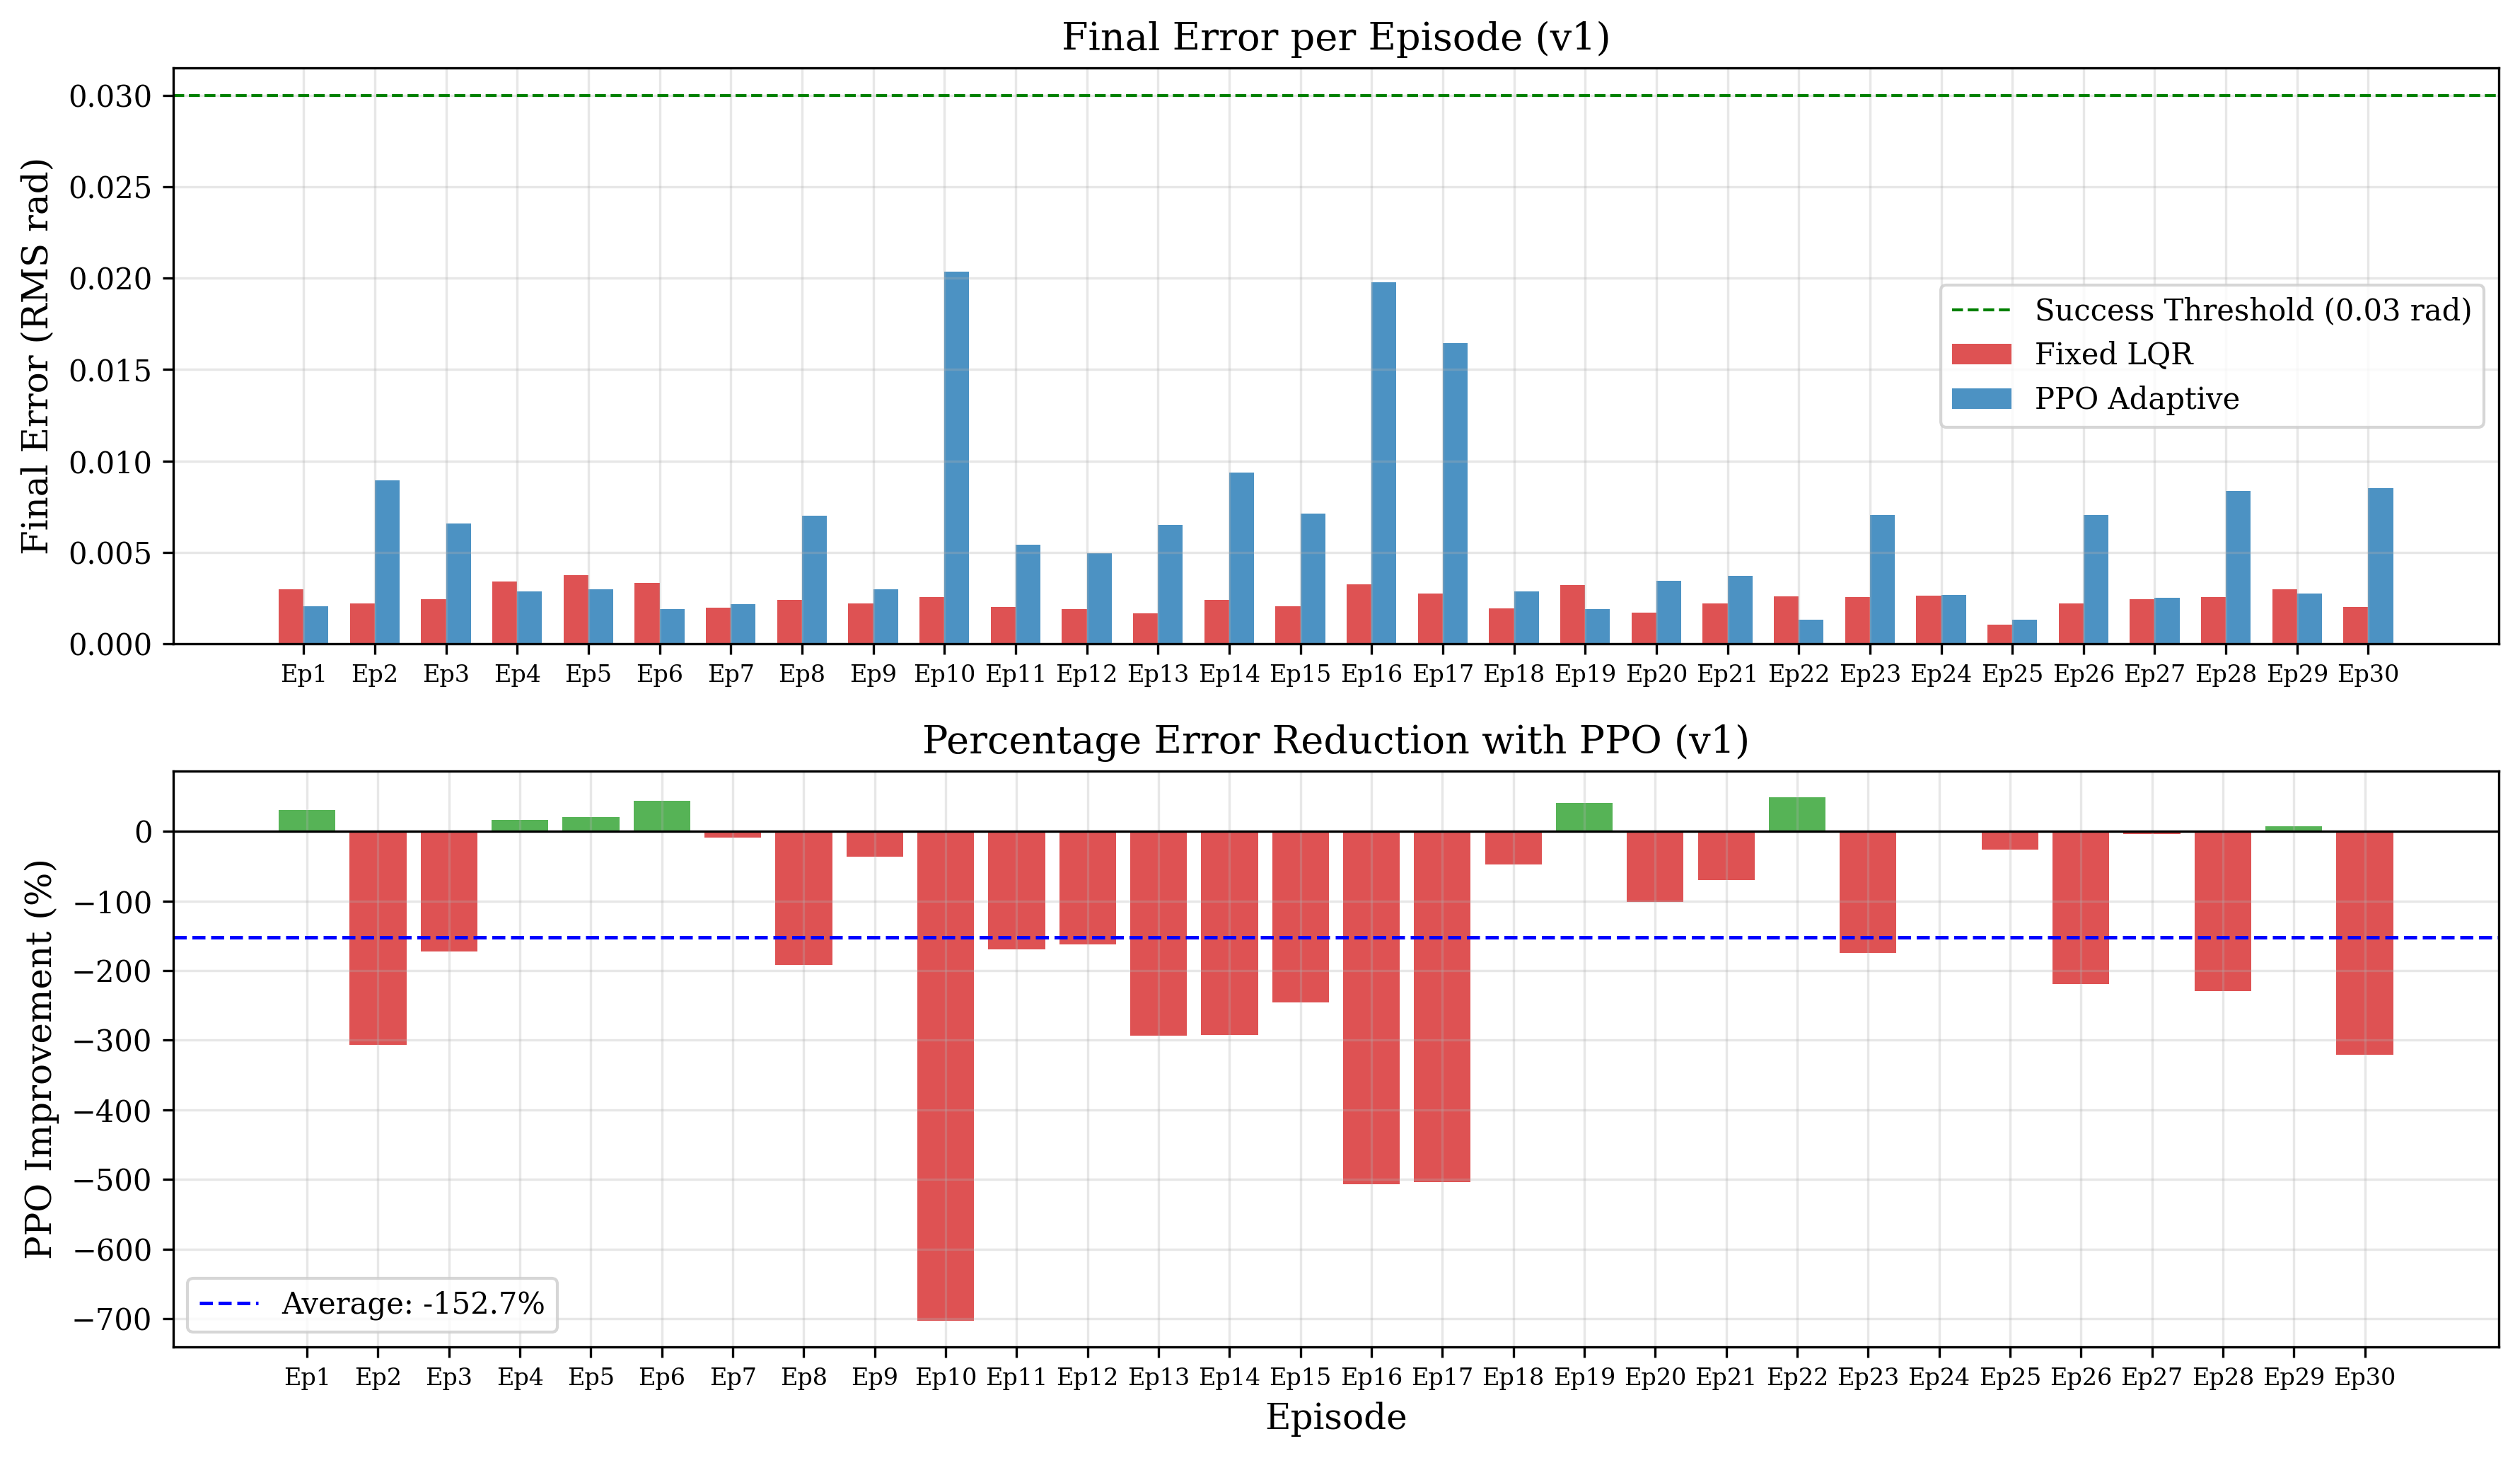 Final Error per Episode (v1)
Final Error (RMS rad)
0.030
0.025
0.020
0.015
0.010
0.005
0.000
Success Threshold (0.03 rad)
Fixed LQR
PPO Adaptive
Ep1 Ep2 Ep3 Ep4 Ep5 Ep6 Ep7 Ep8 Ep9 Ep10 Ep11 Ep12 Ep13 Ep14 Ep15 Ep16 Ep17 Ep18 Ep19 Ep20 Ep21 Ep22 Ep23 Ep24 Ep25 Ep26 Ep27 Ep28 Ep29 Ep30
Percentage Error Reduction with PPO (v1)
PPO Improvement (%)
0
−100
−200
−300
−400
−500
−600
−700
Average: -152.7%
Ep1 Ep2 Ep3 Ep4 Ep5 Ep6 Ep7 Ep8 Ep9 Ep10 Ep11 Ep12 Ep13 Ep14 Ep15 Ep16 Ep17 Ep18 Ep19 Ep20 Ep21 Ep22 Ep23 Ep24 Ep25 Ep26 Ep27 Ep28 Ep29 Ep30
Episode